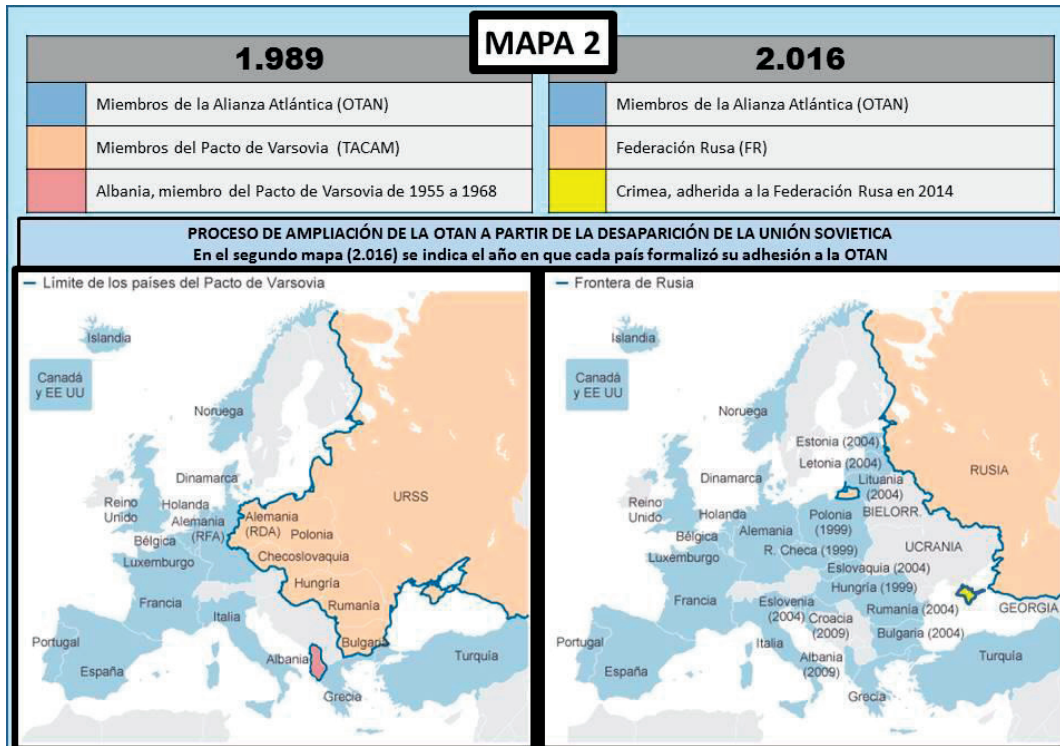 MAPA 2
1.989
Miembros de la Alianza Atlántica (OTAN)
Miembros del Pacto de Varsovia (TACAM)
Albania, miembro del Pacto de Varsovia de 1955 a 1968
2.016
Miembros de la Alianza Atlántica (OTAN)
Federación Rusa (FR)
Crimea, adherida a la Federación Rusa en 2014
PROCESO DE AMPLIACIÓN DE LA OTAN A PARTIR DE LA DESAPARICIÓN DE LA UNIÓN SOVIETICA
En el segundo mapa (2.016) se indica el año en que cada país formalizó su adhesión a la OTAN
Límite de los países del Pacto de Varsovia
Islandia
Canadá
y EE UU
Noruega
Dinamarca
Reino
Unido
Holanda
Alemania
(RFA)
Alemania
(RDA)
Polonia
URSS
Bélgica
Luxemburgo
Checoslovaquia
Hungría
Francia
Italia
Rumanía
Bulgaria
Portugal
España
Albania
Grecia
Turquía
Frontera de Rusia
Islandia
Canadá
y EE UU
Noruega
Estonia (2004)
Letonia (2004)
Lituania
(2004)
RUSIA
Dinamarca
Reino
Unido
Holanda
BIELORR.
Polonia
(1999)
Alemania
Bélgica
Luxemburgo
R. Checa (1999)
UCRANIA
Eslovaquia (2004)
Hungría (1999)
Francia
Eslovenia
(2004)
Croacia
(2009)
Rumanía (2004)
GEORGIA
Bulgaria (2004)
Italia
Albania
(2009)
Portugal
España
Grecia
Turquía